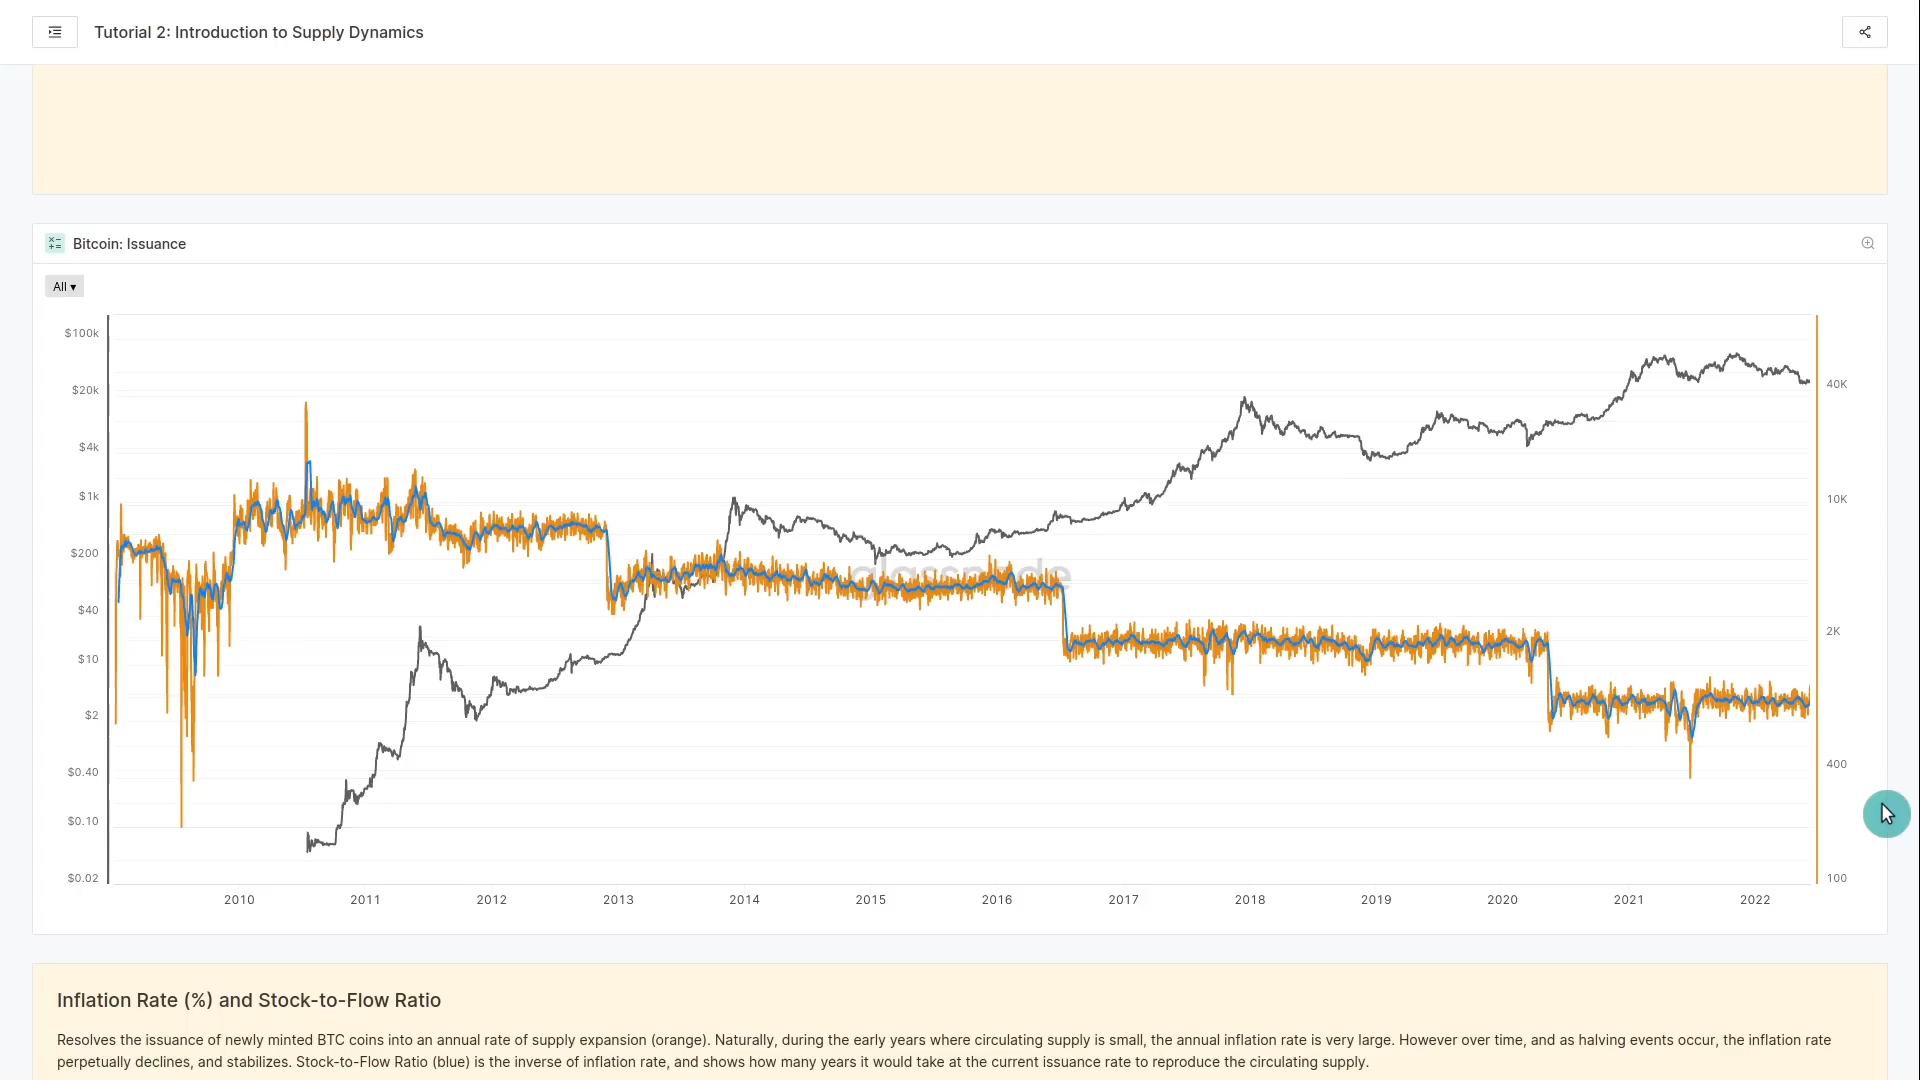 Tutorial 2: Introduction to Supply Dynamics
Bitcoin: Issuance
All ▾
$100k
$20k
$4k
$1k
$200
$40
$10
$2
$0.40
$0.10
$0.02
40K
10K
2K
400
100
glassnode
2010 2011 2012 2013 2014 2015 2016 2017 2018 2019 2020 2021 2022
Inflation Rate (%) and Stock-to-Flow Ratio
Resolves the issuance of newly minted BTC coins into an annual rate of supply expansion (orange). Naturally, during the early years where circulating supply is small, the annual inflation rate is very large. However over time, and as halving events occur, the inflation rate
perpetually declines, and stabilizes. Stock-to-Flow Ratio (blue) is the inverse of inflation rate, and shows how many years it would take at the current issuance rate to reproduce the circulating supply.